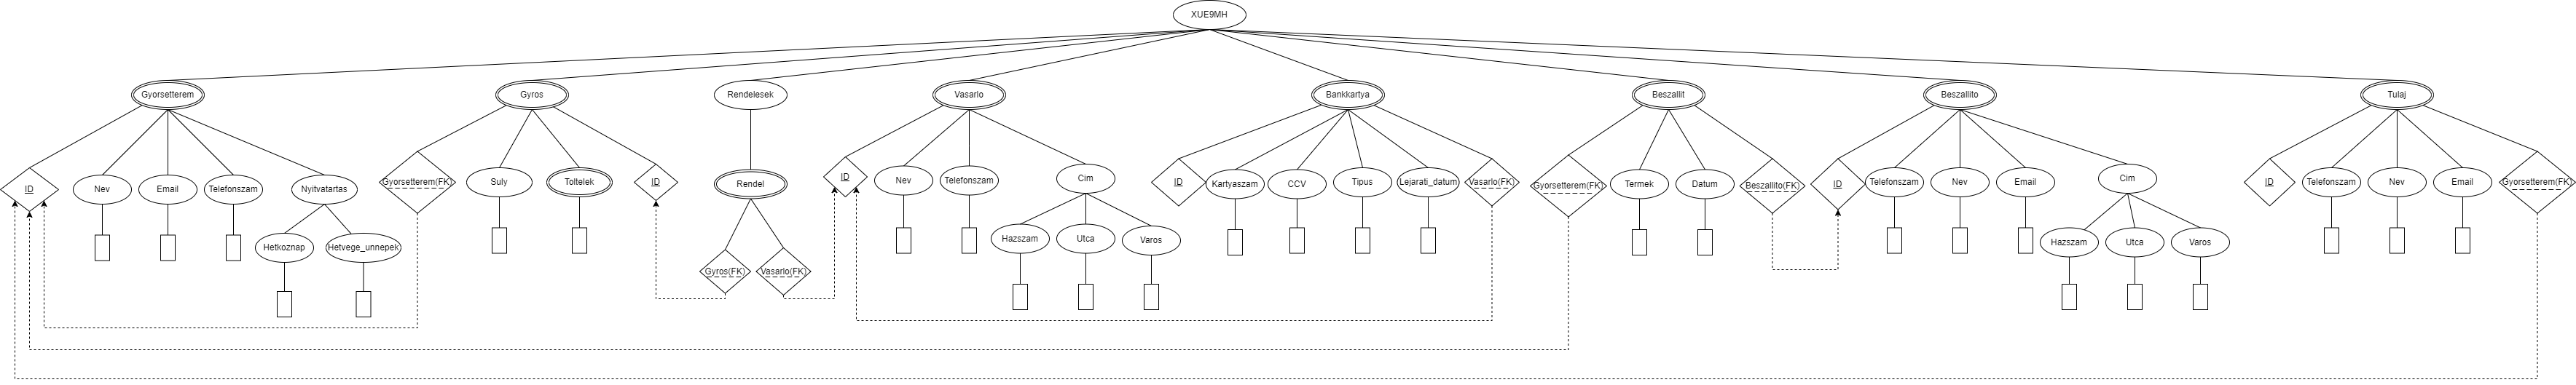 XUE9MH
Gyorsetterem
Gyros
Rendelesek
Vasarlo
Bankkartya
Beszallit
Beszallito
Tulaj
ID
Nev
Email
Telefonszam
Nyitvatartas
Gyorsetterem(FK)
Suly
Toltelek
ID
Rendel
ID
Nev
Telefonszam
Cim
ID
Kartyaszam
CCV
Tipus
Lejarati_datum
Vasarlo(FK)
Gyorsetterem(FK)
Termek
Datum
Beszallito(FK)
ID
Telefonszam
Nev
Email
Cim
ID
Telefonszam
Nev
Email
Gyorsetterem(FK)
Hetkoznap
Hetvege_unnepek
Gyros(FK)
Vasarlo(FK)
Hazszam
Utca
Varos
Hazszam
Utca
Varos